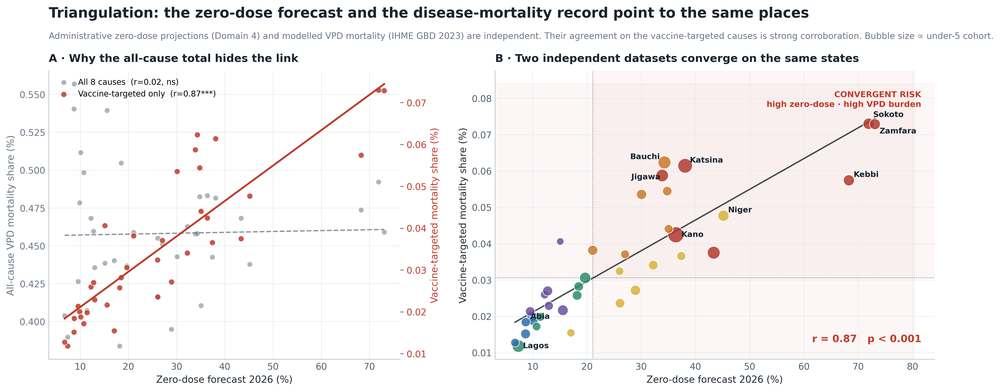 Triangulation: the zero-dose forecast and the disease-mortality record point to the same places
Administrative zero-dose projections (Domain 4) and modelled VPD mortality (IHME GBD 2023) are independent. Their agreement on the vaccine-targeted causes is strong corroboration. Bubble size ∝ under-5 cohort.
A · Why the all-cause total hides the link
All 8 causes  (r=0.02, ns)
Vaccine-targeted only  (r=0.87***)
All-cause VPD mortality share (%)
0.550
0.525
0.500
0.475
0.450
0.425
0.400
0.07
0.06
0.05
0.04
0.03
0.02
0.01
Vaccine-targeted mortality share (%)
10
20
30
40
50
60
70
Zero-dose forecast 2026 (%)
B · Two independent datasets converge on the same states
CONVERGENT RISK
high zero-dose · high VPD burden
Sokoto
Zamfara
Bauchi
Katsina
Jigawa
Kebbi
Niger
Kano
Abia
Lagos
r = 0.87   p < 0.001
Vaccine-targeted mortality share (%)
0.08
0.07
0.06
0.05
0.04
0.03
0.02
0.01
10
20
30
40
50
60
70
80
Zero-dose forecast 2026 (%)